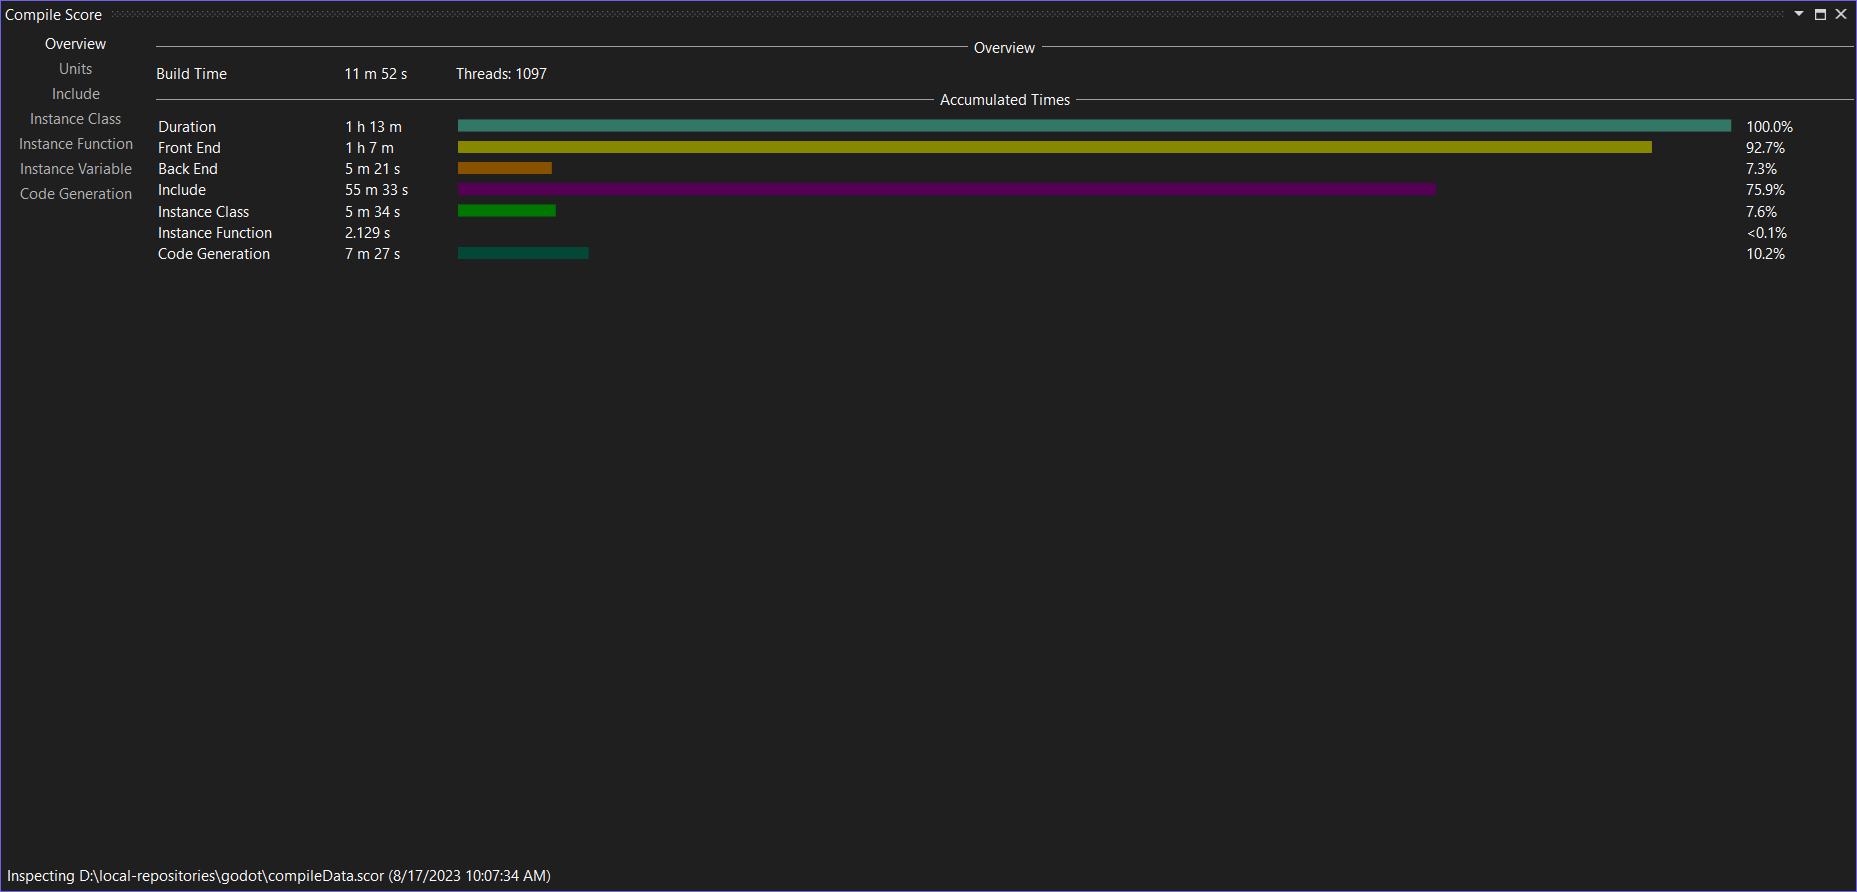 Compile Score
Overview
Units
Include
Instance Class
Instance Function
Instance Variable
Code Generation
Overview
Build Time 11 m 52 s Threads: 1097
Accumulated Times
Duration 1 h 13 m 100.0%
Front End 1 h 7 m 92.7%
Back End 5 m 21 s 7.3%
Include 55 m 33 s 75.9%
Instance Class 5 m 34 s 7.6%
Instance Function 2.129 s <0.1%
Code Generation 7 m 27 s 10.2%
Inspecting D:\local-repositories\godot\compileData.scor (8/17/2023 10:07:34 AM)